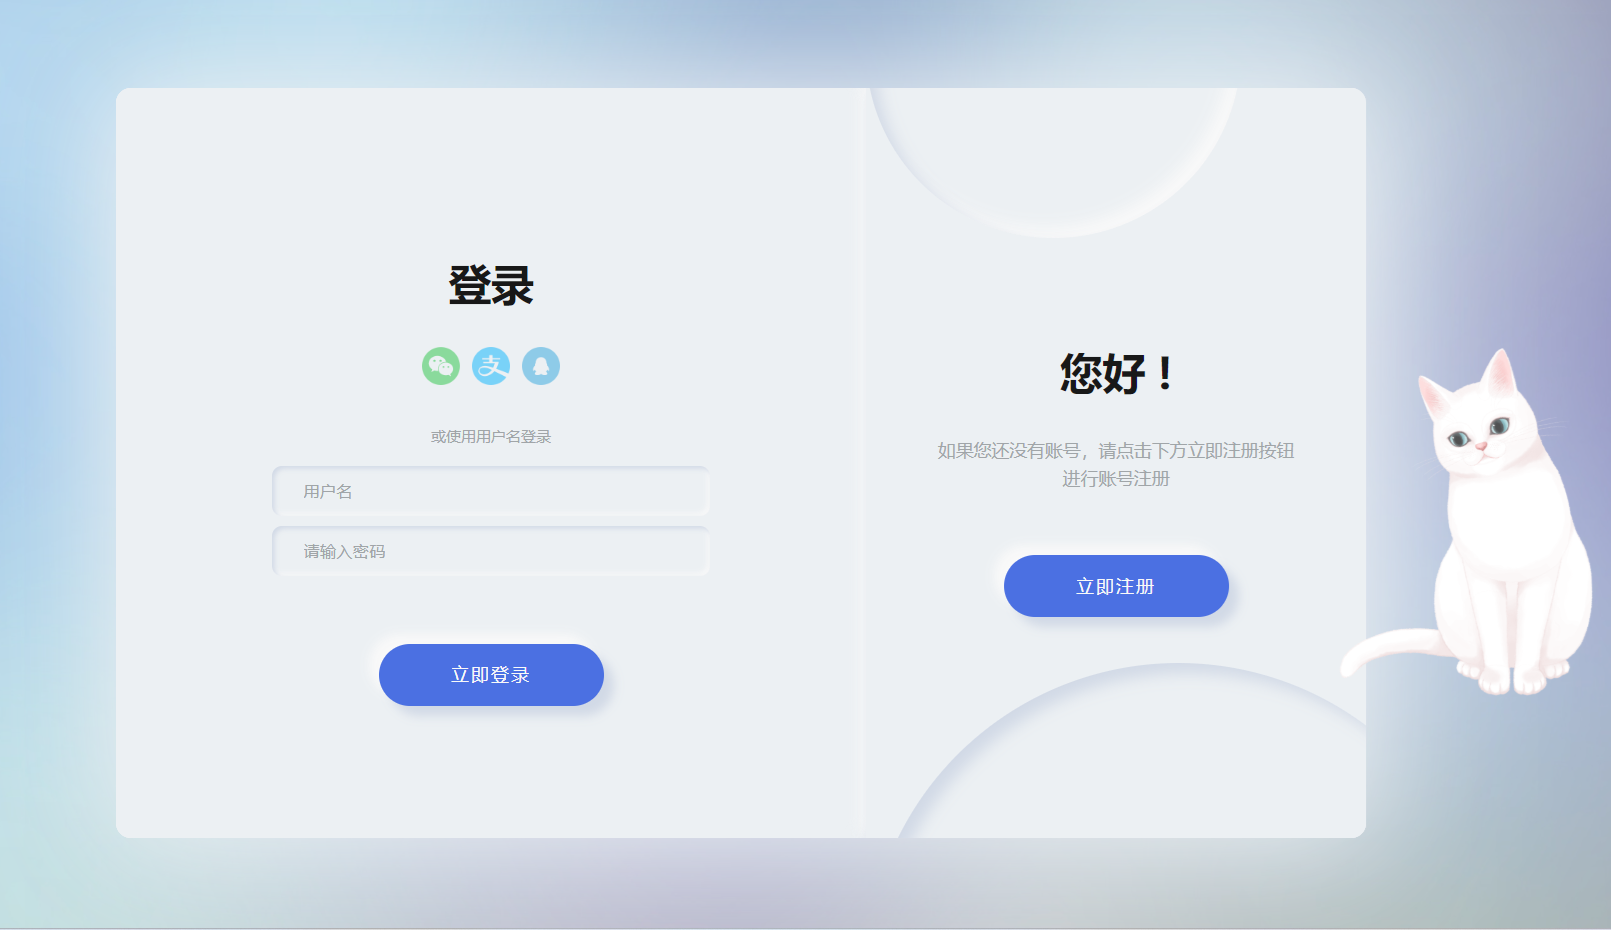 登录
支
或使用用户名登录
用户名
请输入密码
立即登录
您好！
如果您还没有账号，请点击下方立即注册按钮
进行账号注册
立即注册